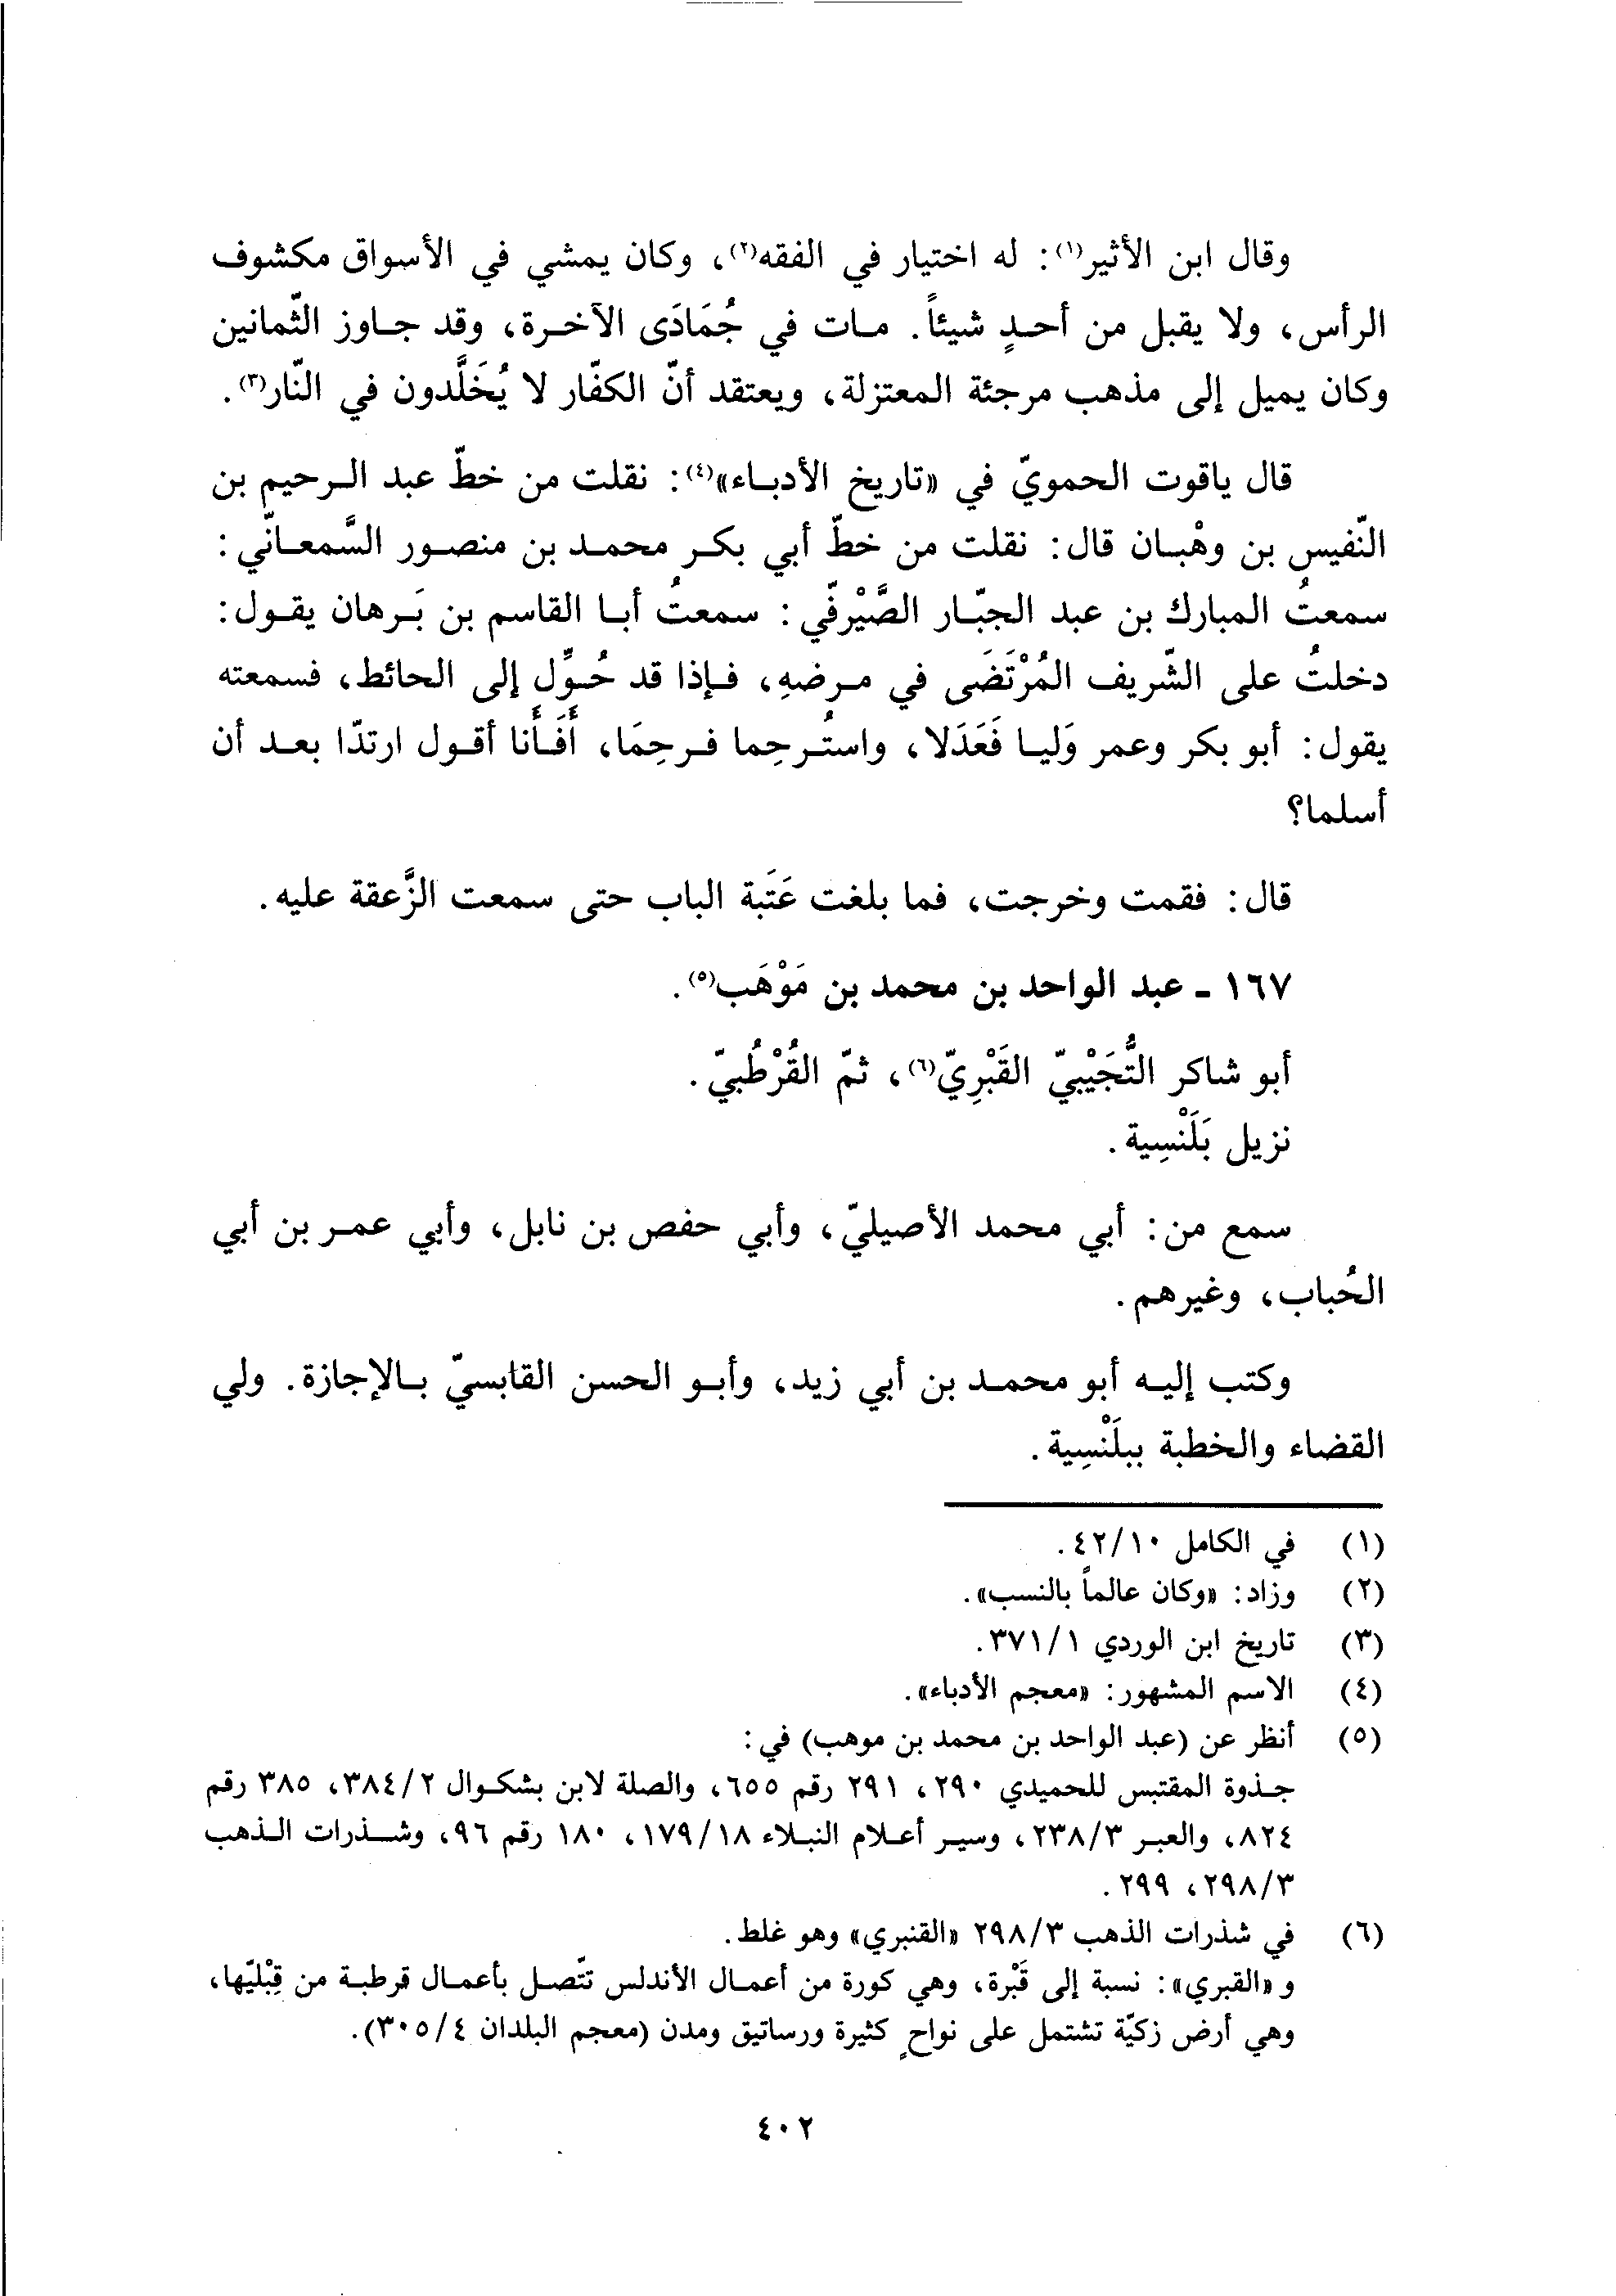 وقال ابن الأثير(١): له اختيار في الفقه(٢)، وكان يمشي في الأسواق مكشوف
الرأس، ولا يقبل من أحدٍ شيئاً. مات في جُمَادَى الآخرة، وقد جاوز الثّمانين
وكان يميل إلى مذهب مرجئة المعتزلة، ويعتقد أنّ الكفّار لا يُخَلَّدون في النّار(٣).
قال ياقوت الحمويّ في «تاريخ الأدباء»(٤): نقلت من خطّ عبد الرحيم بن
النّفيس بن وهْبان قال: نقلت من خطّ أبي بكر محمد بن منصور السَّمعانّي:
سمعتُ المبارك بن عبد الجبّار الصَّيْرفّي: سمعتُ أبا القاسم بن بَرهان يقول:
دخلتُ على الشّريف المُرْتَضَى في مرضهِ، فإذا قد حُوِّل إلى الحائط، فسمعته
يقول: أبو بكر وعمر وَليا فَعَدَلا، واستُرحِما فرحِمَا، أَفَأَنا أقول ارتدّا بعد أن
أسلما؟
قال: فقمت وخرجت، فما بلغت عَتَبة الباب حتى سمعت الزَّعقة عليه.
١٦٧ - عبد الواحد بن محمد بن مَوْهَب(٥).
أبو شاكر التُّجَيْبيّ القَبْرِيّ(٦)، ثمّ القُرْطُبيّ.
نزيل بَلَنْسِية.
سمع من: أبي محمد الأصيليّ، وأبي حفص بن نابل، وأبي عمر بن أبي
الحُباب، وغيرهم.
وكتب إليه أبو محمد بن أبي زيد، وأبو الحسن القابسيّ بالإجازة. ولي
القضاء والخطبة ببلَنْسِية.
(١) في الكامل ٤٢/١٠.
(٢) وزاد: «وكان عالماً بالنسب».
(٣) تاريخ ابن الوردي ٣٧١/١.
(٤) الاسم المشهور: «معجم الأدباء».
(٥) أنظر عن (عبد الواحد بن محمد بن موهب) في:
جذوة المقتبس للحميدي ٢٩٠، ٢٩١ رقم ٦٥٥، والصلة لابن بشكوال ٣٨٤/٢، ٣٨٥ رقم
٨٢٤، والعبر ٢٣٨/٣، وسير أعلام النبلاء ١٧٩/١٨، ١٨٠ رقم ٩٦، وشذرات الذهب
٢٩٨/٣، ٢٩٩.
(٦) في شذرات الذهب ٢٩٨/٣ «القنبري» وهو غلط.
و «القبري»: نسبة إلى قَبْرة، وهي كورة من أعمال الأندلس تتّصل بأعمال قرطبة من قِبْليّها،
وهي أرض زكيّة تشتمل على نواحٍ كثيرة ورساتيق ومدن (معجم البلدان ٣٠٥/٤).
٤٠٢